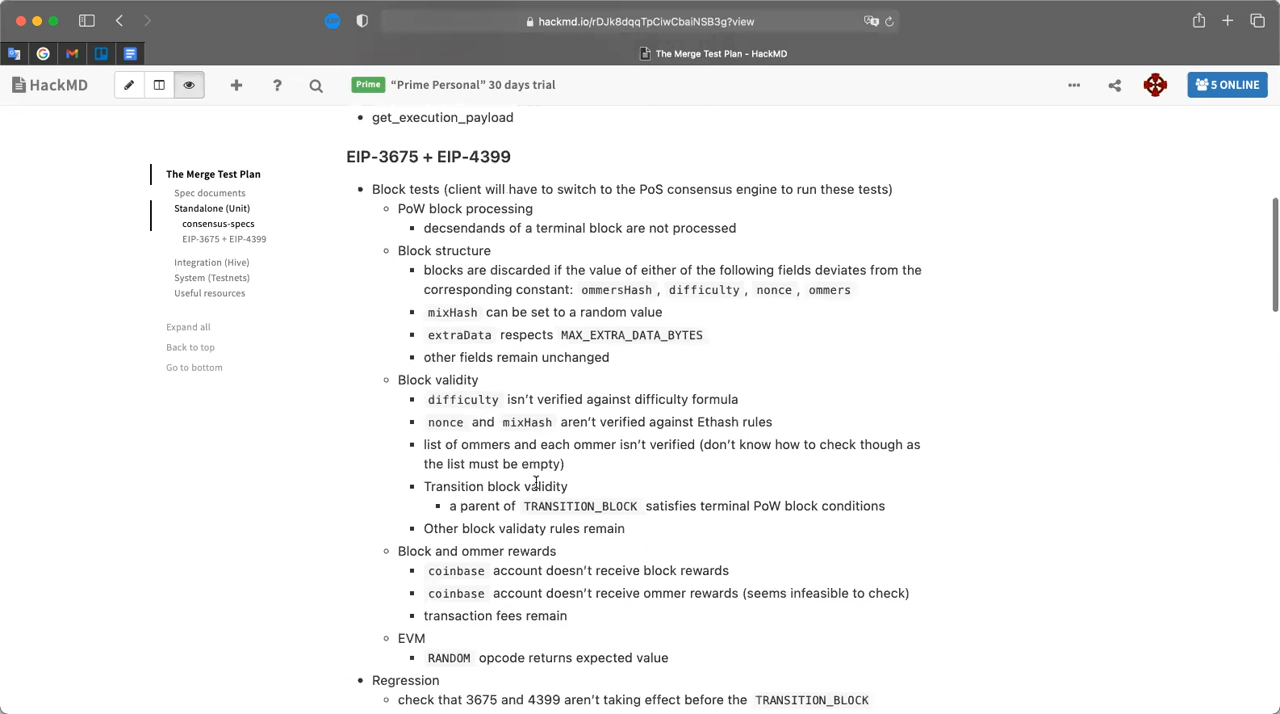 hackmd.io/rDJk8dqqTpCiwCbaiNSB3g?view
The Merge Test Plan - HackMD
HackMD
Prime
“Prime Personal” 30 days trial
5 ONLINE
The Merge Test Plan
Spec documents
Standalone (Unit)
consensus-specs
EIP-3675 + EIP-4399
Integration (Hive)
System (Testnets)
Useful resources
Expall all
Back to top
Go to bottom
get_execution_payload
EIP-3675 + EIP-4399
Block tests (client will have to switch to the PoS consensus engine to run these tests)
PoW block processing
decsendands of a terminal block are not processed
Block structure
blocks are discarded if the value of either of the following fields deviates from the
corresponding constant: ommersHash , difficulty , nonce , ommers
mixHash can be set to a random value
extraData respects MAX_EXTRA_DATA_BYTES
other fields remain unchanged
Block validity
difficulty isn’t verified against difficulty formula
nonce and mixHash aren’t verified against Ethash rules
list of ommers and each ommer isn’t verified (don’t know how to check though as
the list must be empty)
Transition block validity
a parent of TRANSITION_BLOCK satisfies terminal PoW block conditions
Other block validaty rules remain
Block and ommer rewards
coinbase account doesn’t receive block rewards
coinbase account doesn’t receive ommer rewards (seems infeasible to check)
transaction fees remain
EVM
RANDOM opcode returns expected value
Regression
check that 3675 and 4399 aren’t taking effect before the TRANSITION_BLOCK